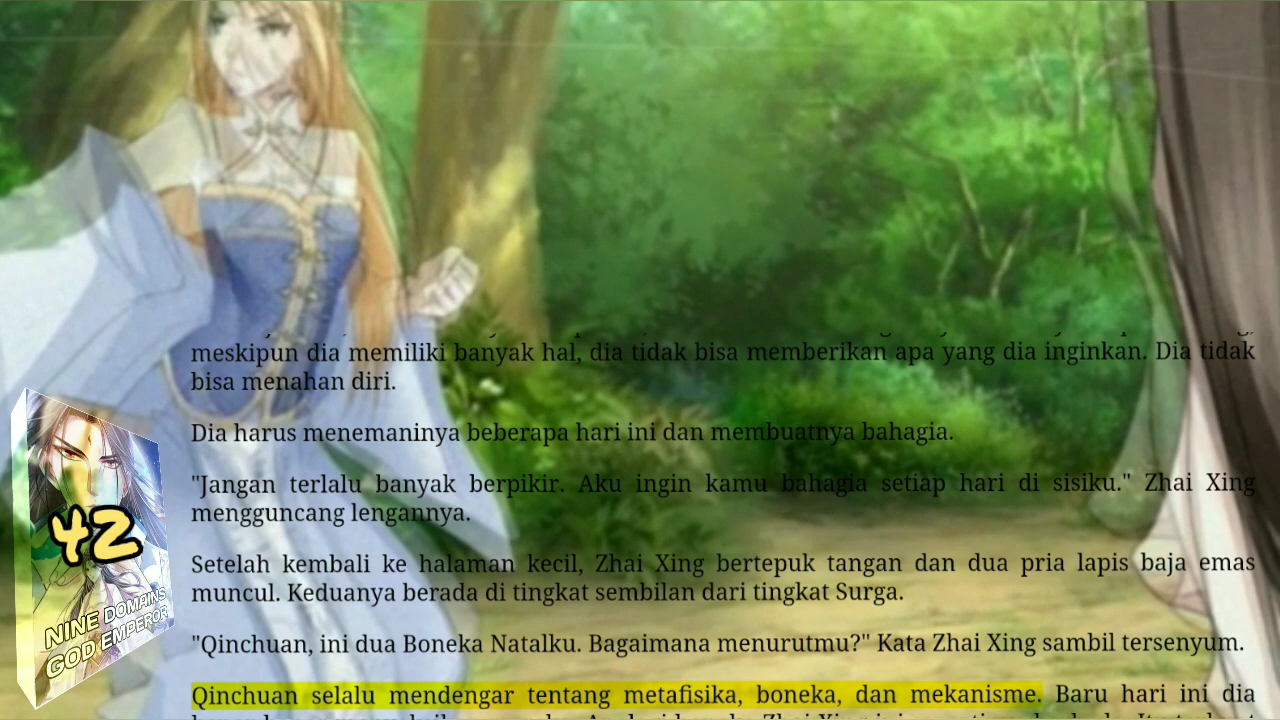 meskipun dia memiliki banyak hal, dia tidak bisa memberikan apa yang dia inginkan. Dia tidak
bisa menahan diri.
Dia harus menemaninya beberapa hari ini dan membuatnya bahagia.
"Jangan terlalu banyak berpikir. Aku ingin kamu bahagia setiap hari di sisiku." Zhai Xing
mengguncang lengannya.
Setelah kembali ke halaman kecil, Zhai Xing bertepuk tangan dan dua pria lapis baja emas
muncul. Keduanya berada di tingkat sembilan dari tingkat Surga.
"Qinchuan, ini dua Boneka Natalku. Bagaimana menurutmu?" Kata Zhai Xing sambil tersenyum.
Qinchuan selalu mendengar tentang metafisika, boneka, dan mekanisme. Baru hari ini dia
42
NINE DOMAINS
GOD EMPEROR